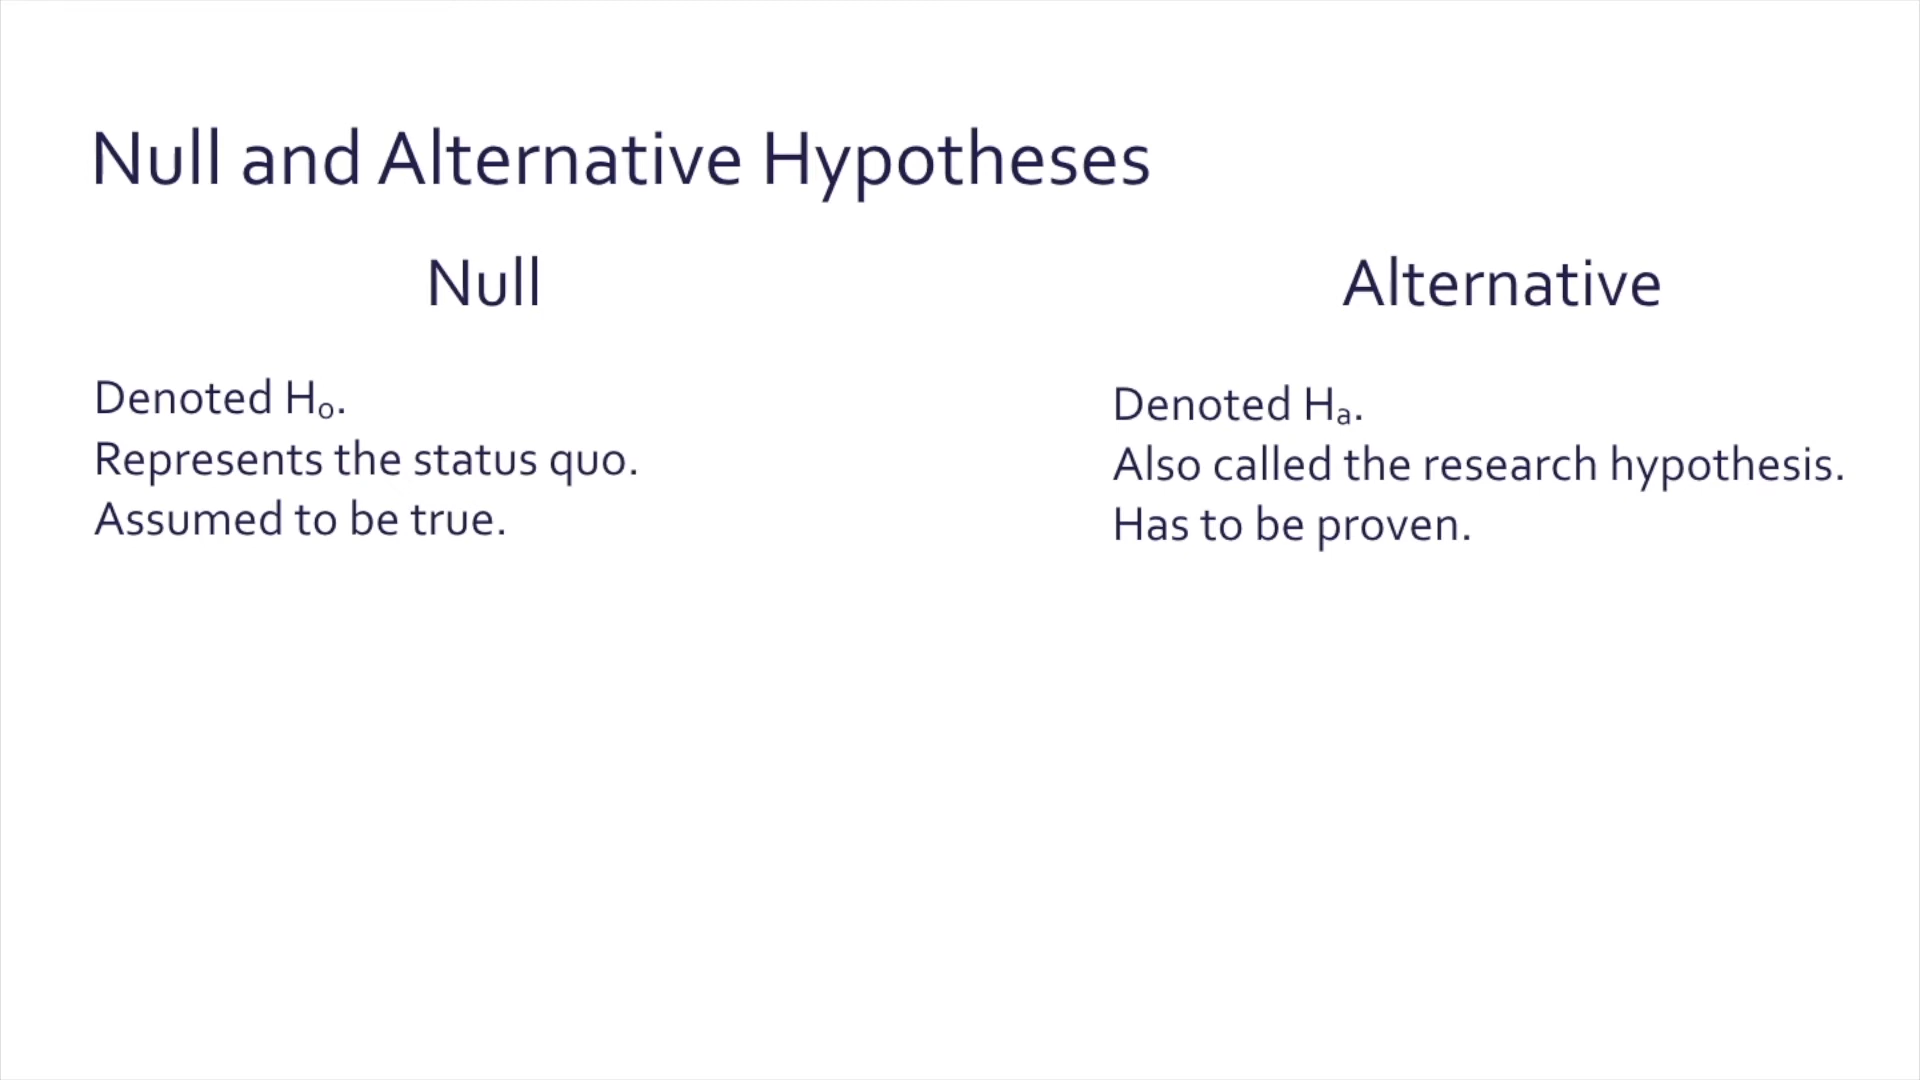 Null and Alternative Hypotheses
Null
Denoted H₀.
Represents the status quo.
Assumed to be true.
Alternative
Denoted Hₐ.
Also called the research hypothesis.
Has to be proven.